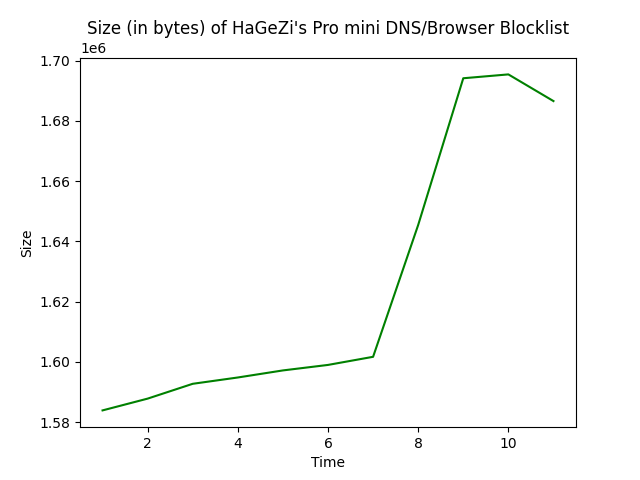 Size (in bytes) of HaGeZi's Pro mini DNS/Browser Blocklist
1e6
1.70
1.68
1.66
1.64
1.62
1.60
1.58
Size
2 4 6 8 10
Time